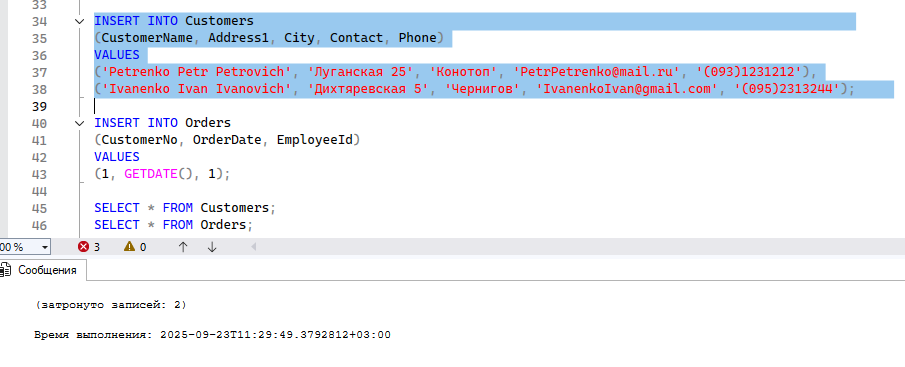 33
34 INSERT INTO Customers
35 (CustomerName, Address1, City, Contact, Phone)
36 VALUES
37 ('Petrenko Petr Petrovich', 'Луганская 25', 'Конотоп', 'PetrPetrenko@mail.ru', '(093)1231212'),
38 ('Ivanenko Ivan Ivanovich', 'Дихтяревская 5', 'Чернигов', 'IvanenkoIvan@gmail.com', '(095)2313244');
39
40 INSERT INTO Orders
41 (CustomerNo, OrderDate, EmployeeId)
42 VALUES
43 (1, GETDATE(), 1);
44
45 SELECT * FROM Customers;
46 SELECT * FROM Orders;
00 % 3 0
Сообщения
(затронуто записей: 2)
Время выполнения: 2025-09-23T11:29:49.3792812+03:00